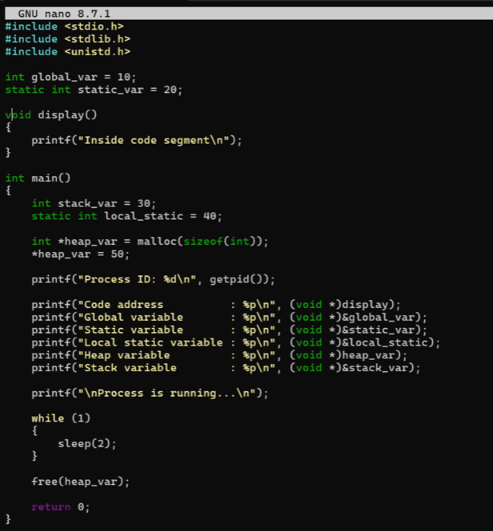 GNU nano 8.7.1
#include <stdio.h>
#include <stdlib.h>
#include <unistd.h>

int global_var = 10;
static int static_var = 20;

void display()
{
    printf("Inside code segment\n");
}

int main()
{
    int stack_var = 30;
    static int local_static = 40;

    int *heap_var = malloc(sizeof(int));
    *heap_var = 50;

    printf("Process ID: %d\n", getpid());

    printf("Code address          : %p\n", (void *)display);
    printf("Global variable       : %p\n", (void *)&global_var);
    printf("Static variable       : %p\n", (void *)&static_var);
    printf("Local static variable : %p\n", (void *)&local_static);
    printf("Heap variable         : %p\n", (void *)heap_var);
    printf("Stack variable        : %p\n", (void *)&stack_var);

    printf("\nProcess is running...\n");

    while (1)
    {
        sleep(2);
    }

    free(heap_var);

    return 0;
}